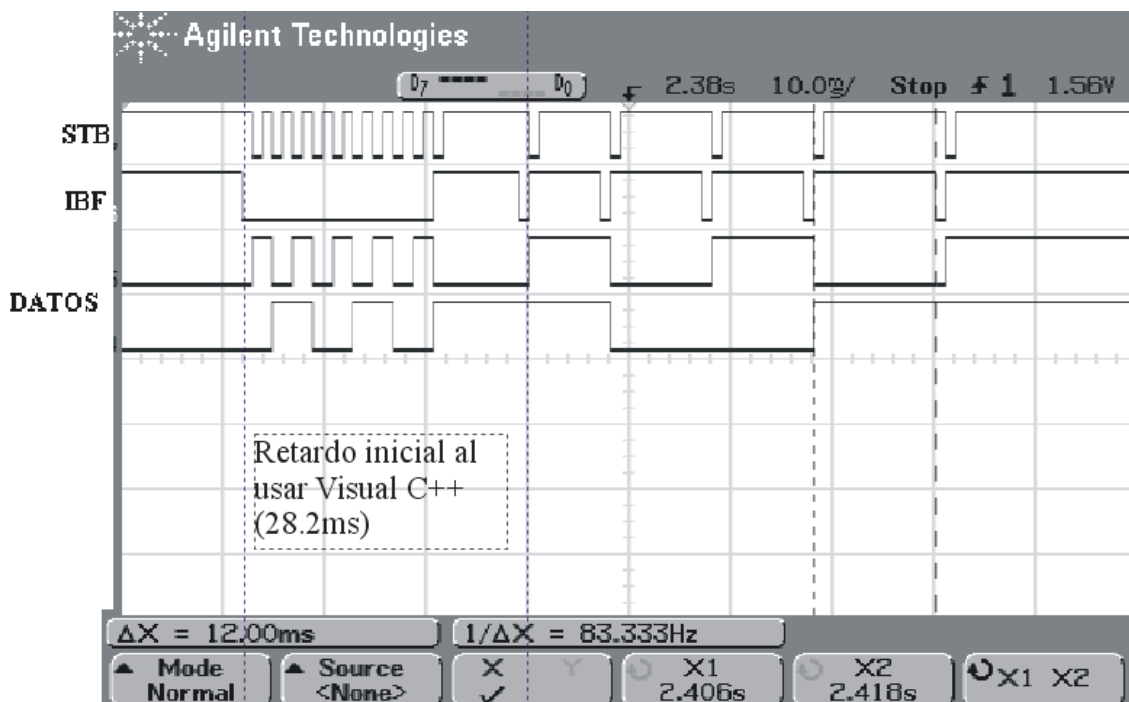 Agilent Technologies
D7 D0 2.38s 10.0㎳/ Stop 1 1.56V
STB
IBF
DATOS
Retardo inicial al
usar Visual C++
(28.2ms)
ΔX = 12.00ms 1/ΔX = 83.333Hz
Mode Source X Y X1 X2 X1 X2
Normal <None> ✓ 2.406s 2.418s